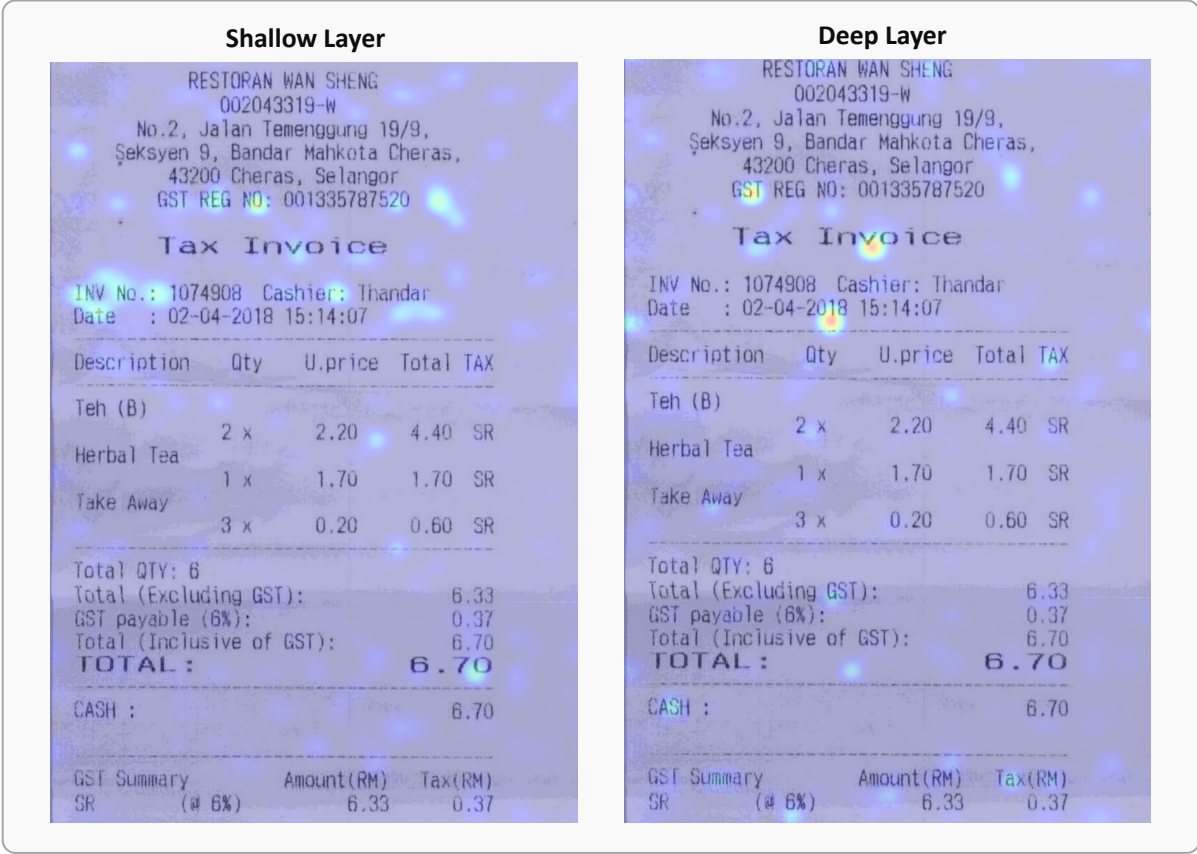 Shallow Layer
RESTORAN WAN SHENG
002043319-W
No.2, Jalan Temenggung 19/9,
Seksyen 9, Bandar Mahkota Cheras,
43200 Cheras, Selangor
GST REG NO: 001335787520
Tax Invoice
INV No.: 1074908 Cashier: Thandar
Date : 02-04-2018 15:14:07
Description Qty U.price Total TAX
Teh (B)
2 x 2.20 4.40 SR
Herbal Tea
1 x 1.70 1.70 SR
Take Away
3 x 0.20 0.60 SR
Total QTY: 6
Total (Excluding GST): 6.33
GST payable (6%): 0.37
Total (Inclusive of GST): 6.70
TOTAL: 6.70
CASH : 6.70
GST Summary Amount(RM) Tax(RM)
SR (@ 6%) 6.33 0.37
Deep Layer
RESTORAN WAN SHENG
002043319-W
No.2, Jalan Temenggung 19/9,
Seksyen 9, Bandar Mahkota Cheras,
43200 Cheras, Selangor
GST REG NO: 001335787520
Tax Invoice
INV No.: 1074908 Cashier: Thandar
Date : 02-04-2018 15:14:07
Description Qty U.price Total TAX
Teh (B)
2 x 2.20 4.40 SR
Herbal Tea
1 x 1.70 1.70 SR
Take Away
3 x 0.20 0.60 SR
Total QTY: 6
Total (Excluding GST): 6.33
GST payable (6%): 0.37
Total (Inclusive of GST): 6.70
TOTAL: 6.70
CASH : 6.70
GST Summary Amount(RM) Tax(RM)
SR (@ 6%) 6.33 0.37